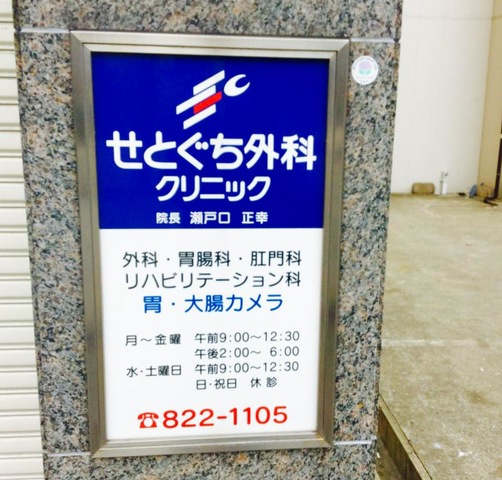 せとぐち外科
クリニック
院長 瀬戸口 正幸
外科・胃腸科・肛門科
リハビリテーション科
胃・大腸カメラ
月～金曜 午前9:00～12:30
午後2:00～ 6:00
水・土曜日 午前9:00～12:30
日・祝日 休診
☎822-1105